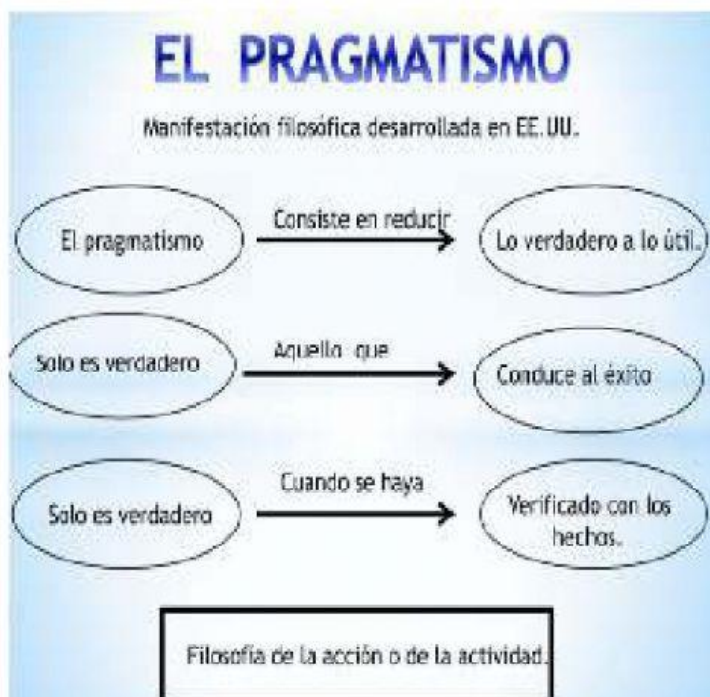 EL PRAGMATISMO
Manifestación filosófica desarrollada en EE.UU.
El pragmatismo
Consiste en reducir
Lo verdadero a lo útil.
Solo es verdadero
Aquello que
Conduce al éxito
Solo es verdadero
Cuando se haya
Verificado con los
hechos.
Filosofía de la acción o de la actividad.